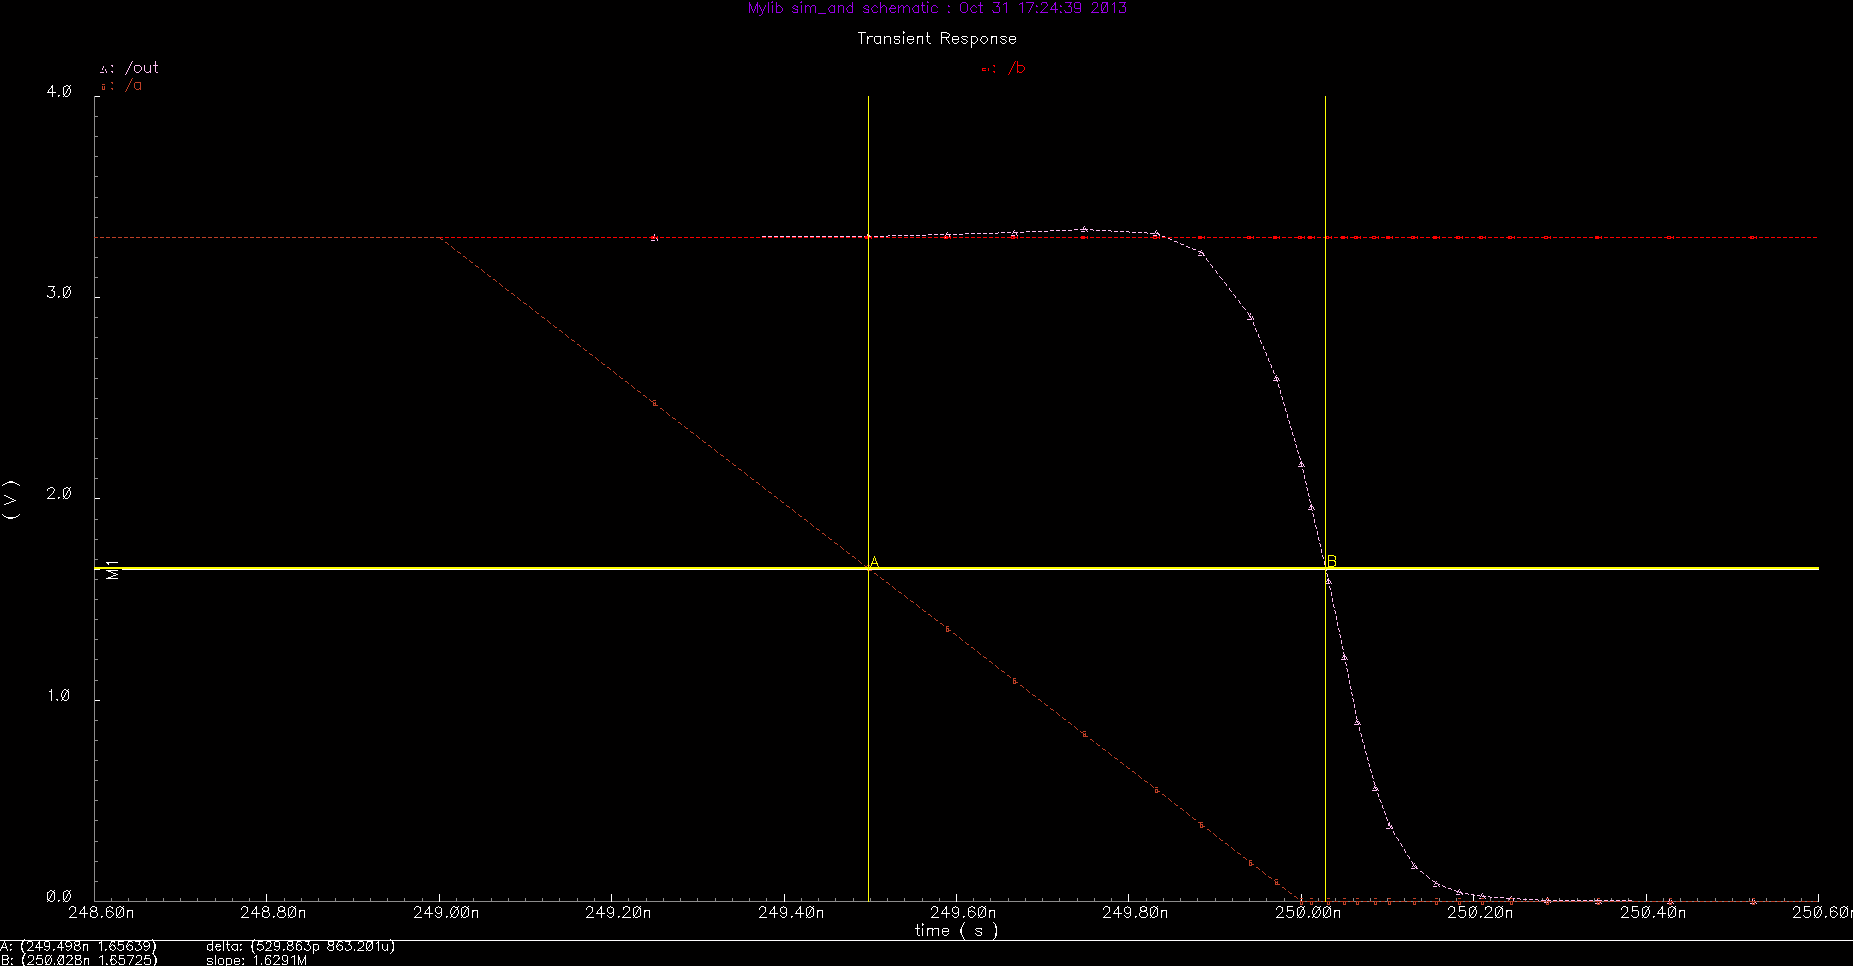 Mylib sim_and schematic : Oct 31 17:24:39 2013
Transient Response
▵: /out
▫: /a
▪: /b
4.0
3.0
2.0
1.0
0.0
( V )
M1
A
B
248.60n 248.80n 249.00n 249.20n 249.40n 249.60n 249.80n 250.00n 250.20n 250.40n 250.60n
time ( s )
A: (249.498n 1.65639) delta: (529.863p 863.201u)
B: (250.028n 1.65725) slope: 1.6291M